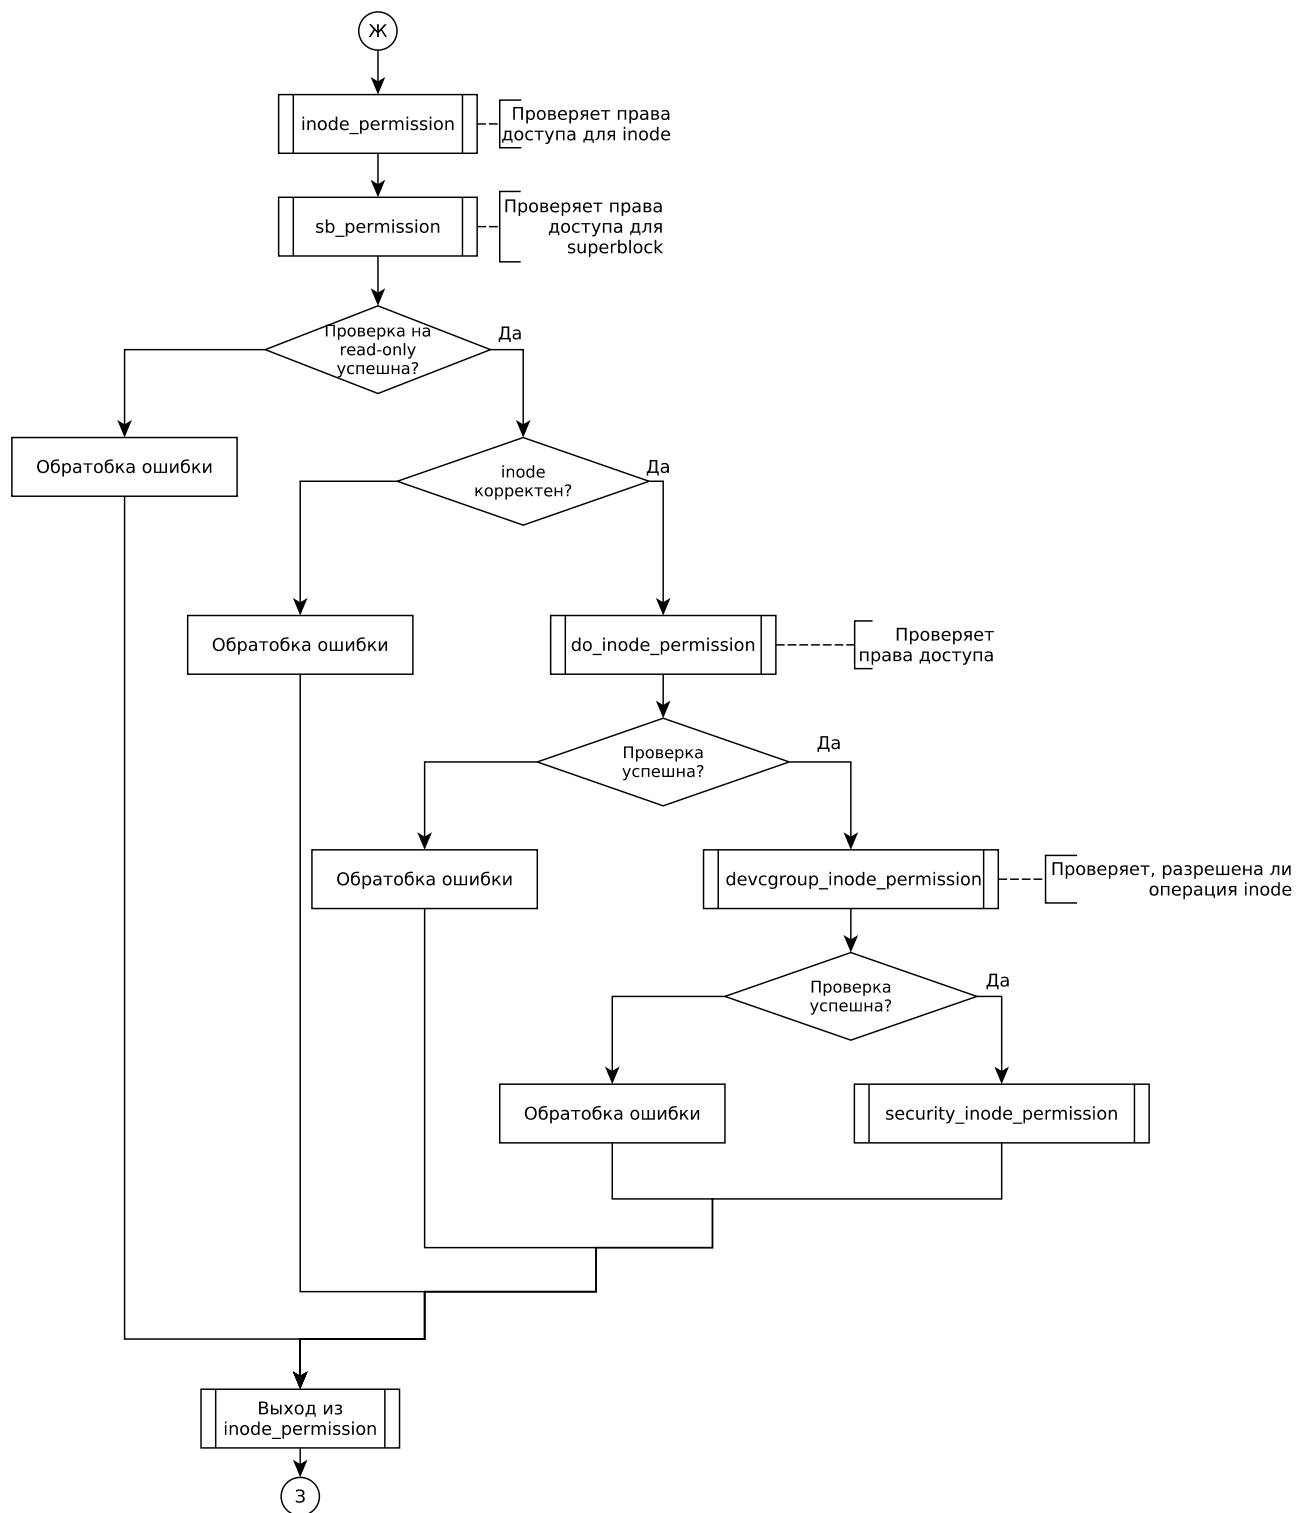 Ж
inode_permission
Проверяет права
доступа для inode
sb_permission
Проверяет права
доступа для
superblock
Проверка на
read-only
успешна?
Да
Обратобка ошибки
inode
корректен?
Да
Обратобка ошибки
do_inode_permission
Проверяет
права доступа
Проверка
успешна?
Да
Обратобка ошибки
devcgroup_inode_permission
Проверяет, разрешена ли
операция inode
Проверка
успешна?
Да
Обратобка ошибки
security_inode_permission
Выход из
inode_permission
З